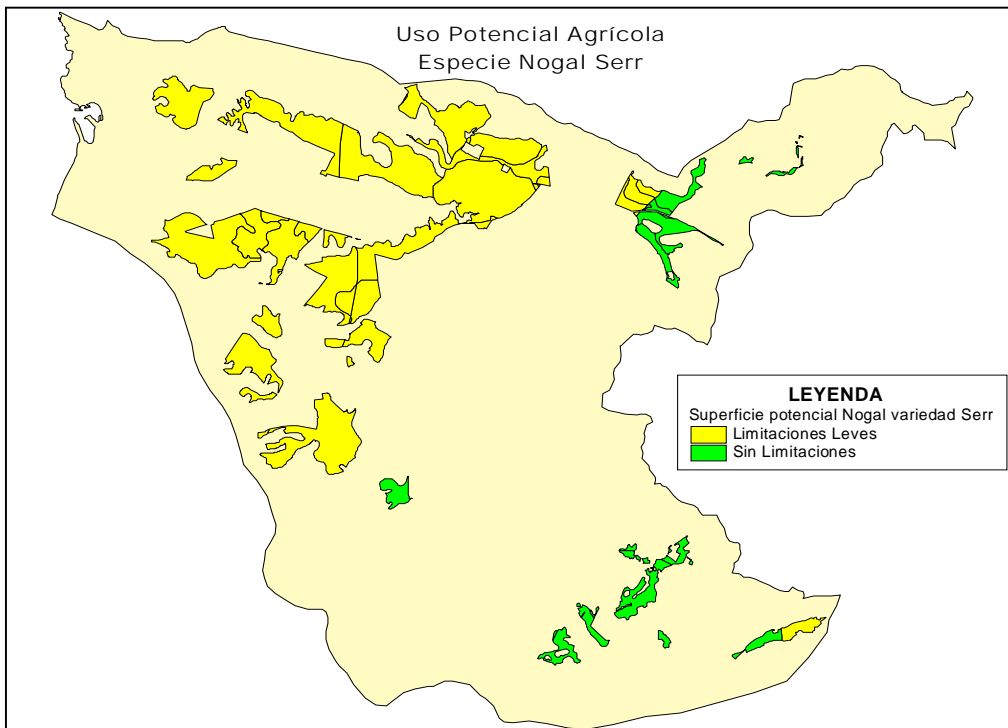 Uso Potencial Agrícola
Especie Nogal Serr
LEYENDA
Superficie potencial Nogal variedad Serr
Limitaciones Leves
Sin Limitaciones